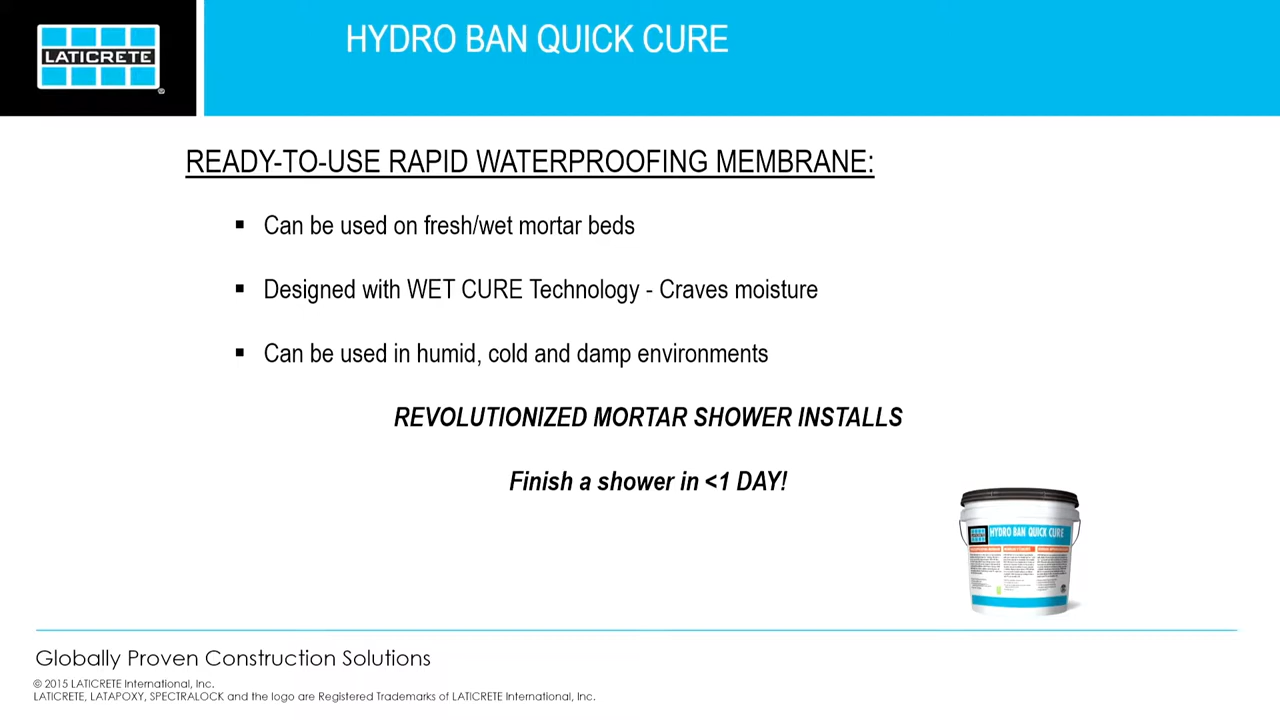 LATICRETE
HYDRO BAN QUICK CURE
READY-TO-USE RAPID WATERPROOFING MEMBRANE:
▪ Can be used on fresh/wet mortar beds
▪ Designed with WET CURE Technology - Craves moisture
▪ Can be used in humid, cold and damp environments
REVOLUTIONIZED MORTAR SHOWER INSTALLS
Finish a shower in <1 DAY!
HYDRO BAN QUICK CURE
Globally Proven Construction Solutions
© 2015 LATICRETE International, Inc.
LATICRETE, LATAPOXY, SPECTRALOCK and the logo are Registered Trademarks of LATICRETE International, Inc.